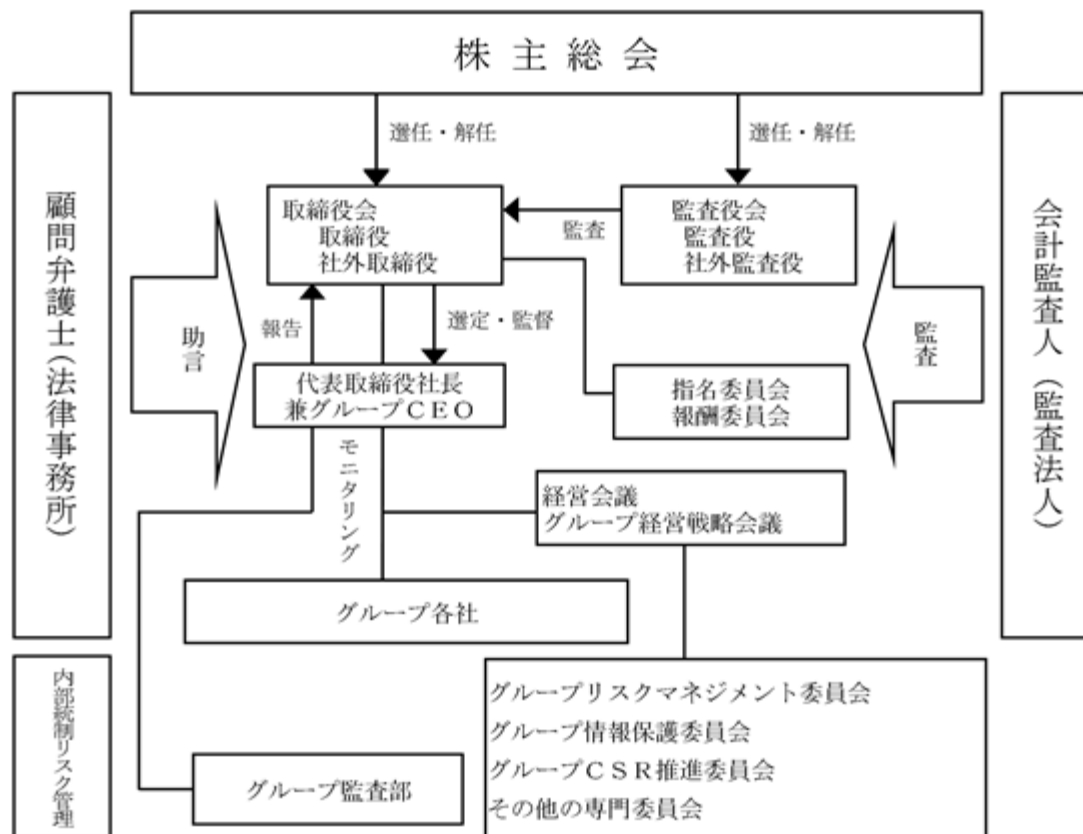 株主総会
選任・解任
選任・解任
顧問弁護士(法律事務所)
助言
取締役会
取締役
社外取締役
監査
監査役会
監査役
社外監査役
監査
会計監査人(監査法人)
報告
選定・監督
代表取締役社長
兼グループCEO
指名委員会
報酬委員会
モニタリング
経営会議
グループ経営戦略会議
グループ各社
内部統制リスク管理
グループ監査部
グループリスクマネジメント委員会
グループ情報保護委員会
グループCSR推進委員会
その他の専門委員会